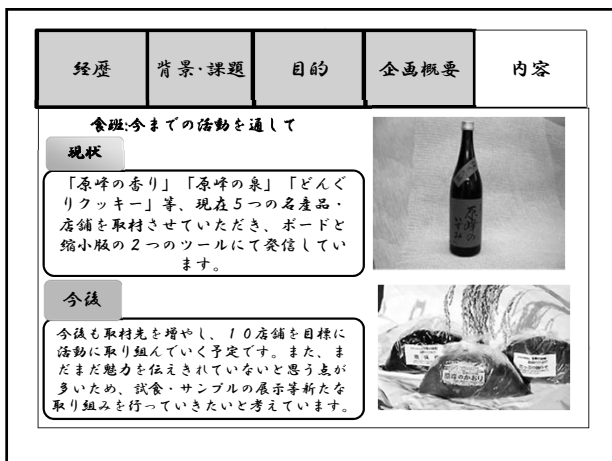 経歴 背景・課題 目的 企画概要 内容
食班:今までの活動を通して
現状
「原峰の香り」「原峰の泉」「どんぐ
りクッキー」等、現在5つの名産品・
店舗を取材させていただき、ボードと
縮小版の2つのツールにて発信してい
ます。
原峰の
いずみ
今後
今後も取材先を増やし、10店舗を目標に
活動に取り組んでいく予定です。また、ま
だまだ魅力を伝えきれていないと思う点が
多いため、試食・サンプルの展示等新たな
取り組みを行っていきたいと考えています。